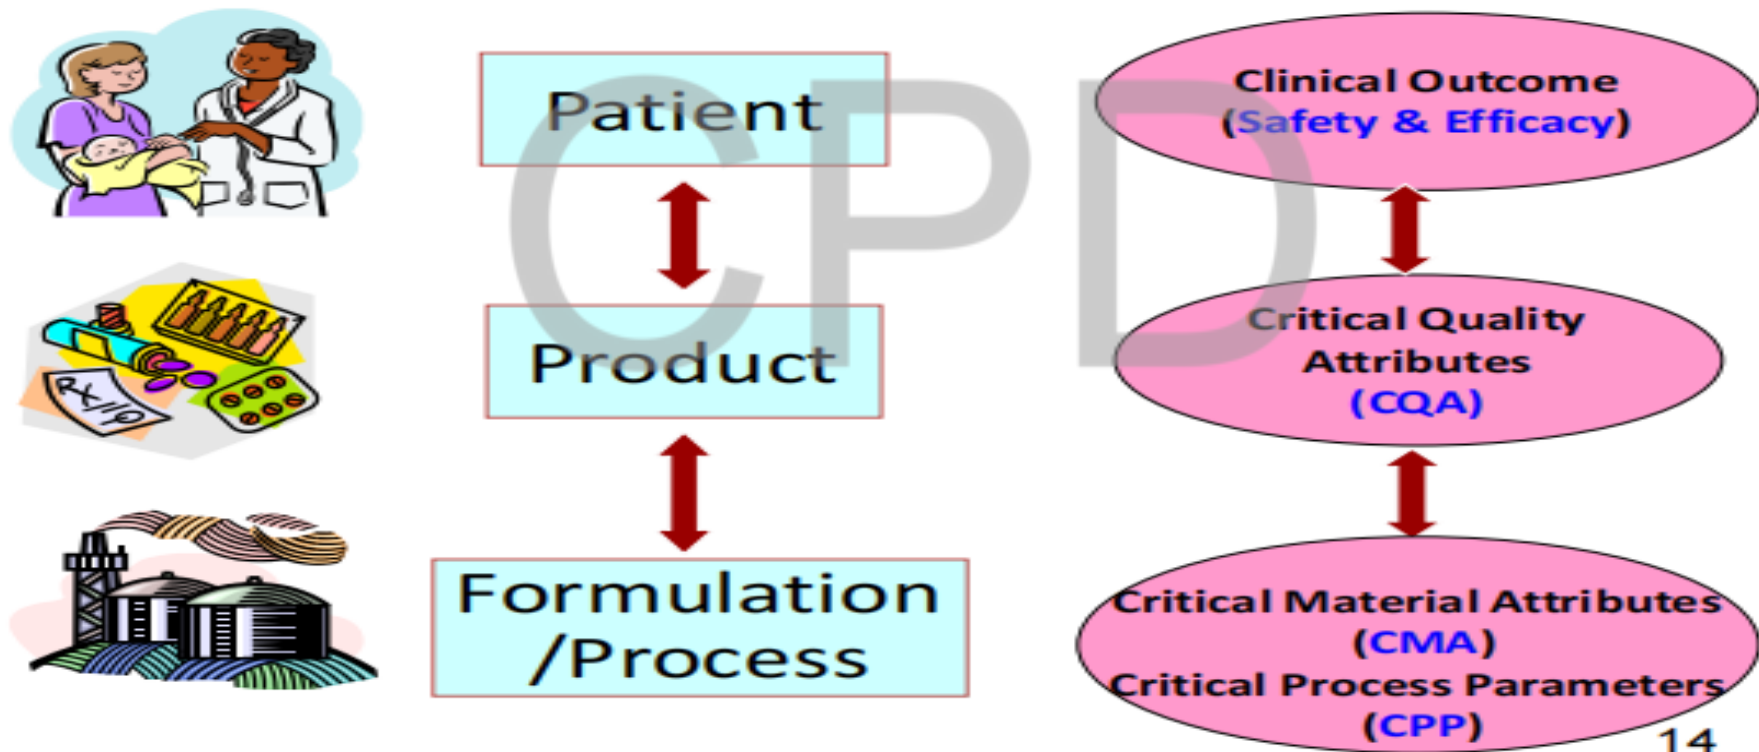 Patient
Clinical Outcome
(Safety & Efficacy)
CPD
Product
Critical Quality
Attributes
(CQA)
Formulation
/Process
Critical Material Attributes
(CMA)
Critical Process Parameters
(CPP)
14